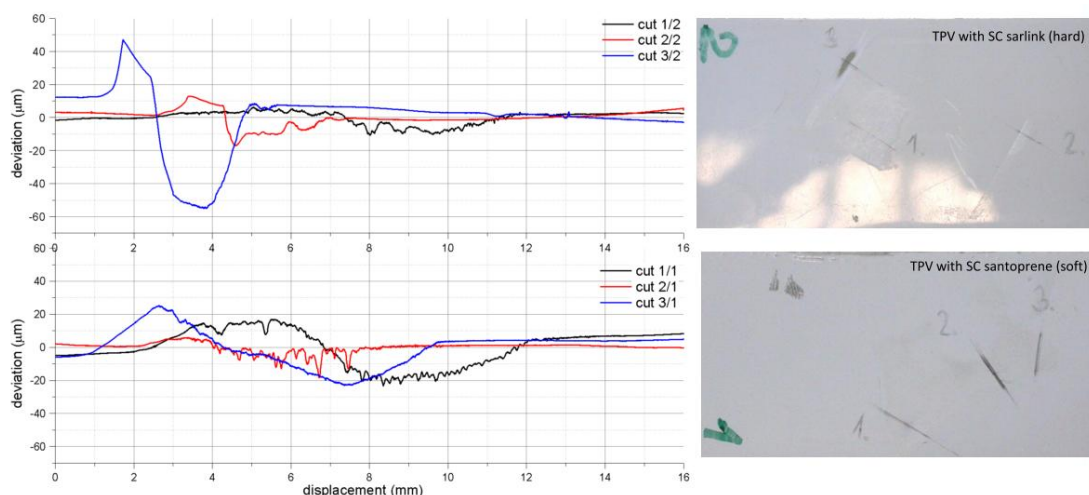 60
40
20
0
-20
-40
-60
deviation (μm)
cut 1/2
cut 2/2
cut 3/2
0 2 4 6 8 10 12 14 16
TPV with SC sarlink (hard)
2
3
1.
2.
60
40
20
0
-20
-40
-60
deviation (μm)
cut 1/1
cut 2/1
cut 3/1
0 2 4 6 8 10 12 14 16
displacement (mm)
TPV with SC santoprene (soft)
3.
2.
1.
1